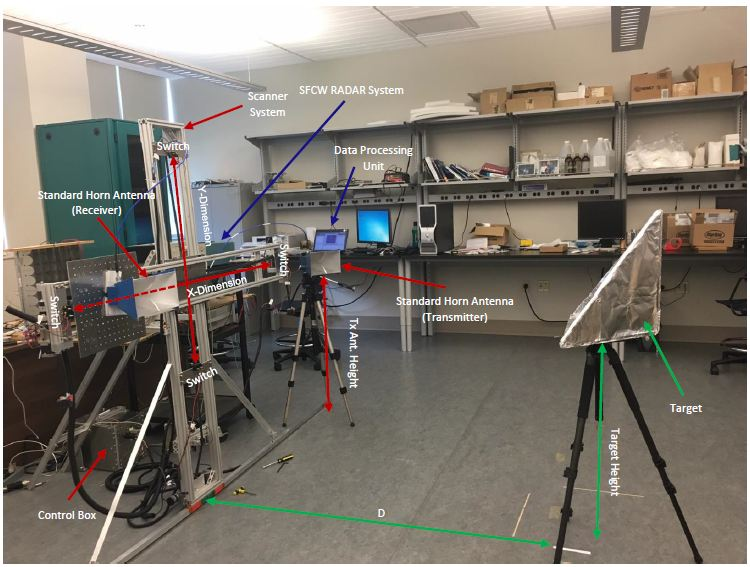 Scanner
System
SFCW RADAR System
Switch
Data Processing
Unit
Standard Horn Antenna
(Receiver)
Y-Dimension
Switch
X-Dimension
Switch
Standard Horn Antenna
(Transmitter)
Tx Ant. Height
Switch
Target
Target Height
Control Box
D